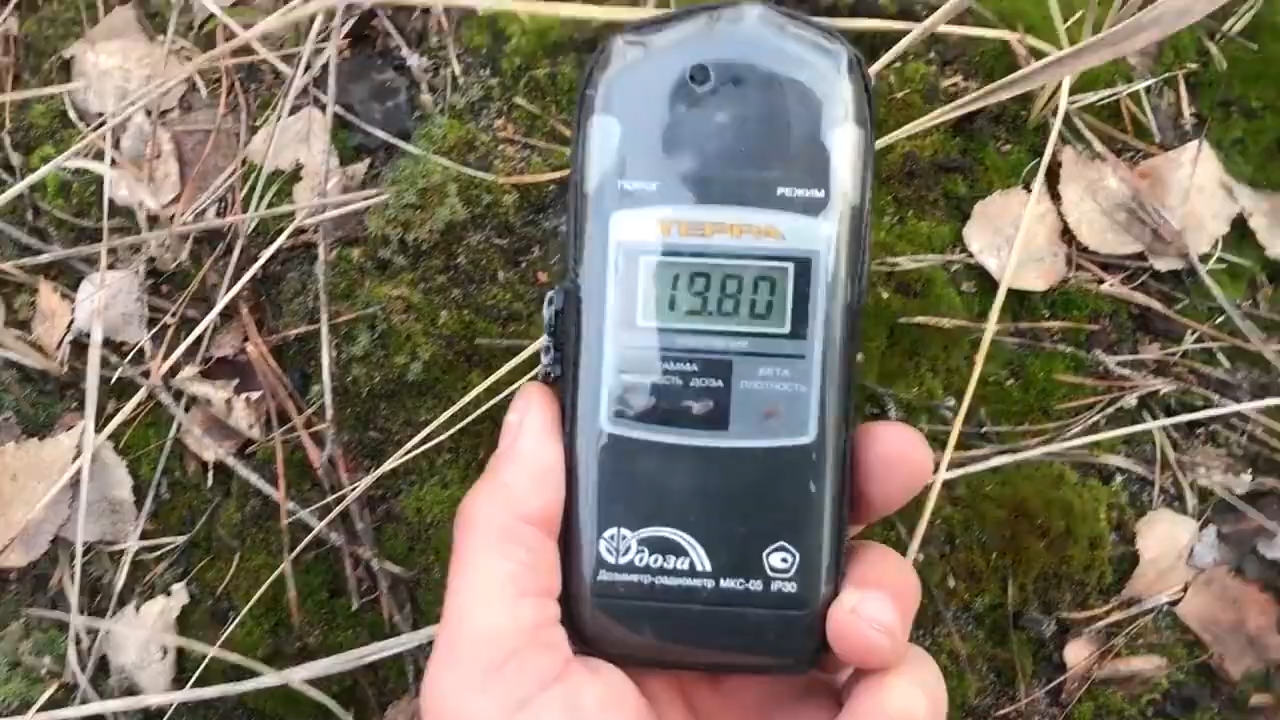 ПОРОГ
РЕЖИМ
ТЕРРА
19.80
ГАММА
ДОЗА
БЕТА
ПЛОТНОСТЬ
доза
Дозиметр-радиометр МКС-05 IP30